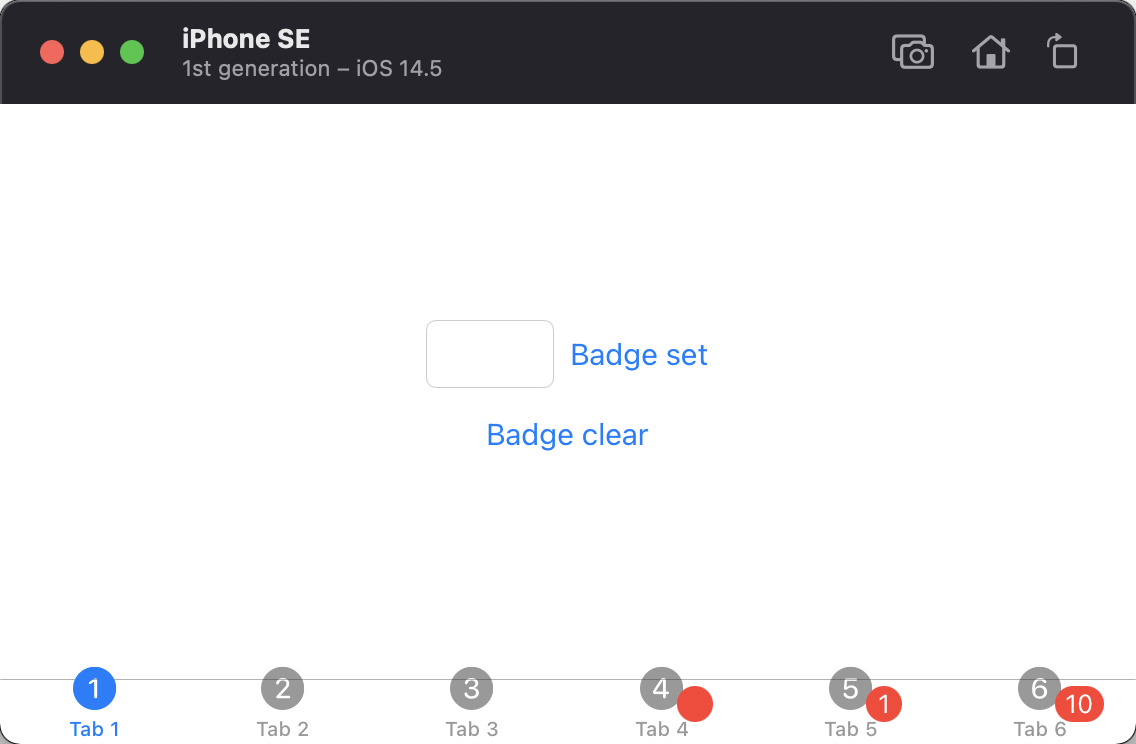 iPhone SE
1st generation – iOS 14.5
Badge set
Badge clear
1 2 3 4 5 1 6 10
Tab 1 Tab 2 Tab 3 Tab 4 Tab 5 Tab 6